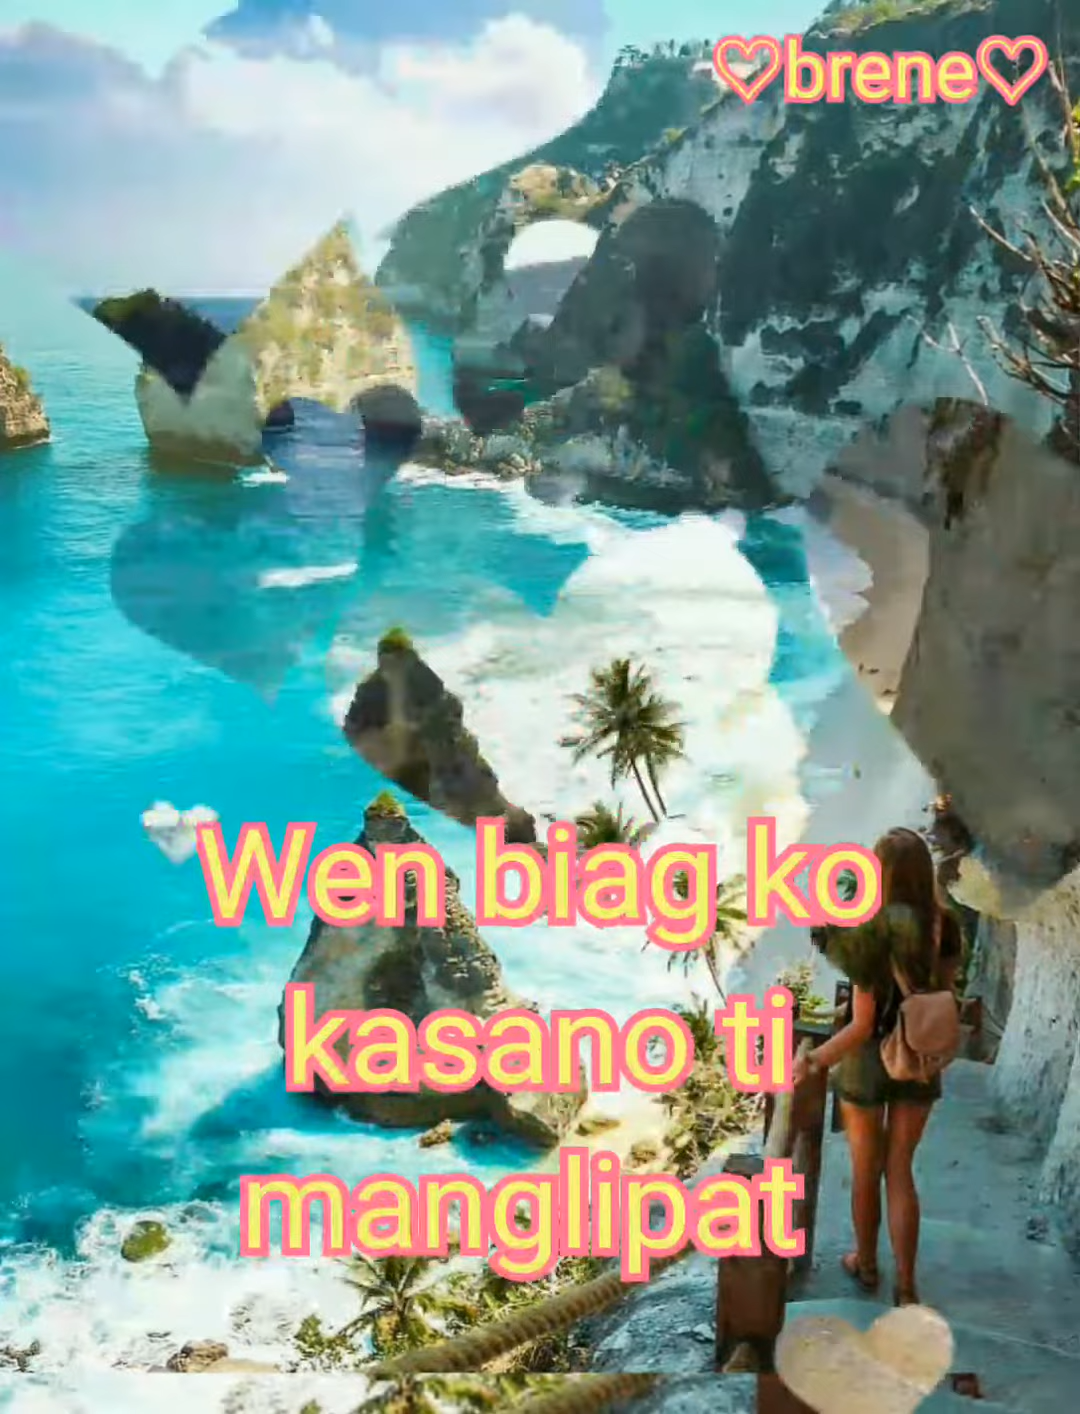 ♡brene♡
Wen biag ko
kasano ti
manglipat